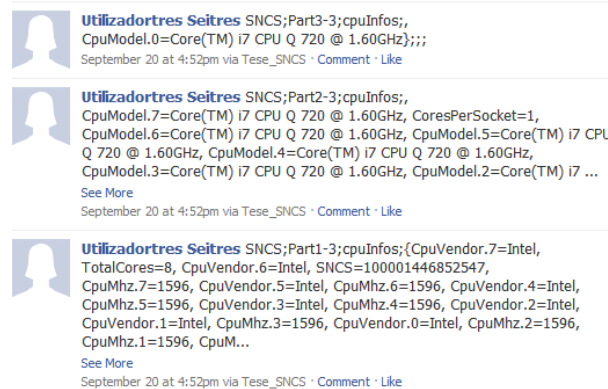 Utilizadortres Seitres SNCS;Part3-3;cpuInfos;,
CpuModel.0=Core(TM) i7 CPU Q 720 @ 1.60GHz};;;
September 20 at 4:52pm via Tese_SNCS · Comment · Like
Utilizadortres Seitres SNCS;Part2-3;cpuInfos;,
CpuModel.7=Core(TM) i7 CPU Q 720 @ 1.60GHz, CoresPerSocket=1,
CpuModel.6=Core(TM) i7 CPU Q 720 @ 1.60GHz, CpuModel.5=Core(TM) i7 CPU
Q 720 @ 1.60GHz, CpuModel.4=Core(TM) i7 CPU Q 720 @ 1.60GHz,
CpuModel.3=Core(TM) i7 CPU Q 720 @ 1.60GHz, CpuModel.2=Core(TM) i7 ...
See More
September 20 at 4:52pm via Tese_SNCS · Comment · Like
Utilizadortres Seitres SNCS;Part1-3;cpuInfos;{CpuVendor.7=Intel,
TotalCores=8, CpuVendor.6=Intel, SNCS=100001446852547,
CpuMhz.7=1596, CpuVendor.5=Intel, CpuMhz.6=1596, CpuVendor.4=Intel,
CpuMhz.5=1596, CpuVendor.3=Intel, CpuMhz.4=1596, CpuVendor.2=Intel,
CpuVendor.1=Intel, CpuMhz.3=1596, CpuVendor.0=Intel, CpuMhz.2=1596,
CpuMhz.1=1596, CpuM...
See More
September 20 at 4:52pm via Tese_SNCS · Comment · Like